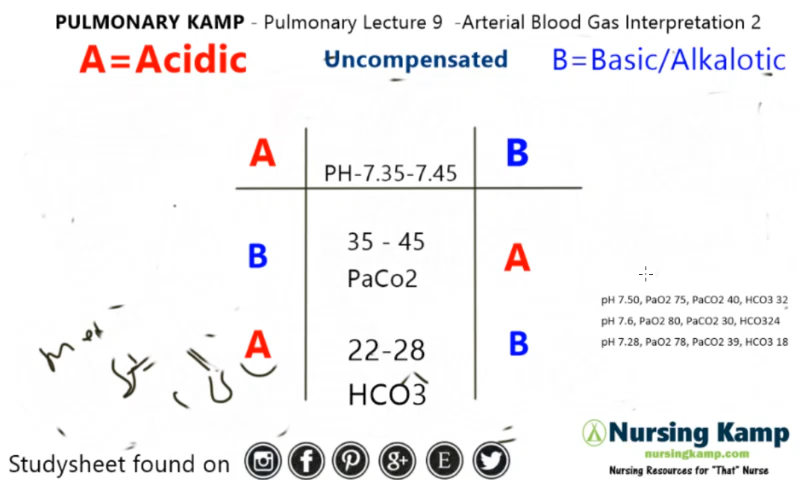 PULMONARY KAMP - Pulmonary Lecture 9 -Arterial Blood Gas Interpretation 2
A=Acidic Uncompensated B=Basic/Alkalotic
A PH-7.35-7.45 B
B 35 - 45 A
PaCo2
A 22-28 B
HCO3
pH 7.50, PaO2 75, PaCO2 40, HCO3 32
pH 7.6, PaO2 80, PaCO2 30, HCO324
pH 7.28, PaO2 78, PaCO2 39, HCO3 18
Met
Studysheet found on
Nursing Kamp
nursingkamp.com
Nursing Resources for "That" Nurse